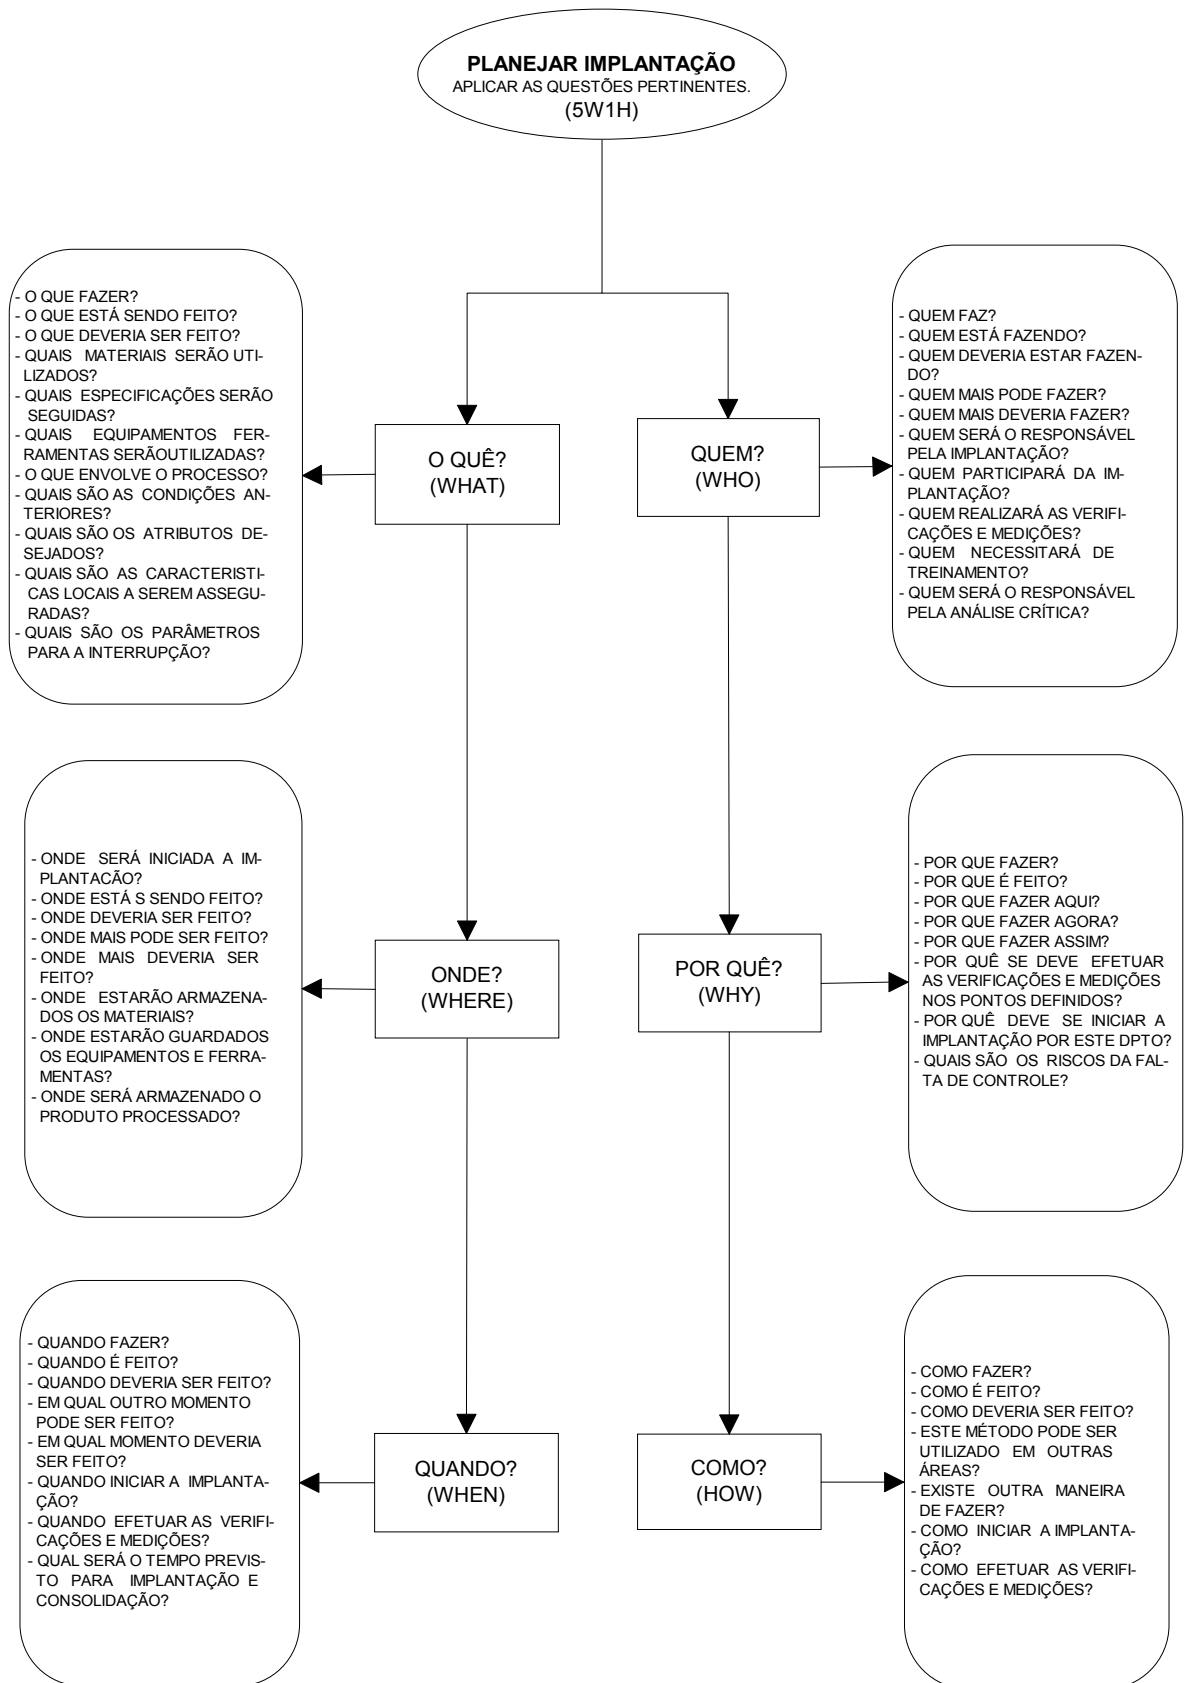 PLANEJAR IMPLANTAÇÃO
APLICAR AS QUESTÕES PERTINENTES.
(5W1H)
- O QUE FAZER?
- O QUE ESTÁ SENDO FEITO?
- O QUE DEVERIA SER FEITO?
- QUAIS MATERIAIS SERÃO UTI-
LIZADOS?
- QUAIS ESPECIFICAÇÕES SERÃO
SEGUIDAS?
- QUAIS EQUIPAMENTOS FER-
RAMENTAS SERÃOUTILIZADAS?
- O QUE ENVOLVE O PROCESSO?
- QUAIS SÃO AS CONDIÇÕES AN-
TERIORES?
- QUAIS SÃO OS ATRIBUTOS DE-
SEJADOS?
- QUAIS SÃO AS CARACTERISTI-
CAS LOCAIS A SEREM ASSEGU-
RADAS?
- QUAIS SÃO OS PARÂMETROS
PARA A INTERRUPÇÃO?
O QUÊ?
(WHAT)
QUEM?
(WHO)
- QUEM FAZ?
- QUEM ESTÁ FAZENDO?
- QUEM DEVERIA ESTAR FAZEN-
DO?
- QUEM MAIS PODE FAZER?
- QUEM MAIS DEVERIA FAZER?
- QUEM SERÁ O RESPONSÁVEL
PELA IMPLANTAÇÃO?
- QUEM PARTICIPARÁ DA IM-
PLANTAÇÃO?
- QUEM REALIZARÁ AS VERIFI-
CAÇÕES E MEDIÇÕES?
- QUEM NECESSITARÁ DE
TREINAMENTO?
- QUEM SERÁ O RESPONSÁVEL
PELA ANÁLISE CRÍTICA?
- ONDE SERÁ INICIADA A IM-
PLANTACÃO?
- ONDE ESTÁ S SENDO FEITO?
- ONDE DEVERIA SER FEITO?
- ONDE MAIS PODE SER FEITO?
- ONDE MAIS DEVERIA SER
FEITO?
- ONDE ESTARÃO ARMAZENA-
DOS OS MATERIAIS?
- ONDE ESTARÃO GUARDADOS
OS EQUIPAMENTOS E FERRA-
MENTAS?
- ONDE SERÁ ARMAZENADO O
PRODUTO PROCESSADO?
ONDE?
(WHERE)
POR QUÊ?
(WHY)
- POR QUE FAZER?
- POR QUE É FEITO?
- POR QUE FAZER AQUI?
- POR QUE FAZER AGORA?
- POR QUE FAZER ASSIM?
- POR QUÊ SE DEVE EFETUAR
AS VERIFICAÇÕES E MEDIÇÕES
NOS PONTOS DEFINIDOS?
- POR QUÊ DEVE SE INICIAR A
IMPLANTAÇÃO POR ESTE DPTO?
- QUAIS SÃO OS RISCOS DA FAL-
TA DE CONTROLE?
- QUANDO FAZER?
- QUANDO É FEITO?
- QUANDO DEVERIA SER FEITO?
- EM QUAL OUTRO MOMENTO
PODE SER FEITO?
- EM QUAL MOMENTO DEVERIA
SER FEITO?
- QUANDO INICIAR A IMPLANTA-
ÇÃO?
- QUANDO EFETUAR AS VERIFI-
CAÇÕES E MEDIÇÕES?
- QUAL SERÁ O TEMPO PREVIS-
TO PARA IMPLANTAÇÃO E
CONSOLIDAÇÃO?
QUANDO?
(WHEN)
COMO?
(HOW)
- COMO FAZER?
- COMO É FEITO?
- COMO DEVERIA SER FEITO?
- ESTE MÉTODO PODE SER
UTILIZADO EM OUTRAS
ÁREAS?
- EXISTE OUTRA MANEIRA
DE FAZER?
- COMO INICIAR A IMPLANTA-
ÇÃO?
- COMO EFETUAR AS VERIFI-
CAÇÕES E MEDIÇÕES?